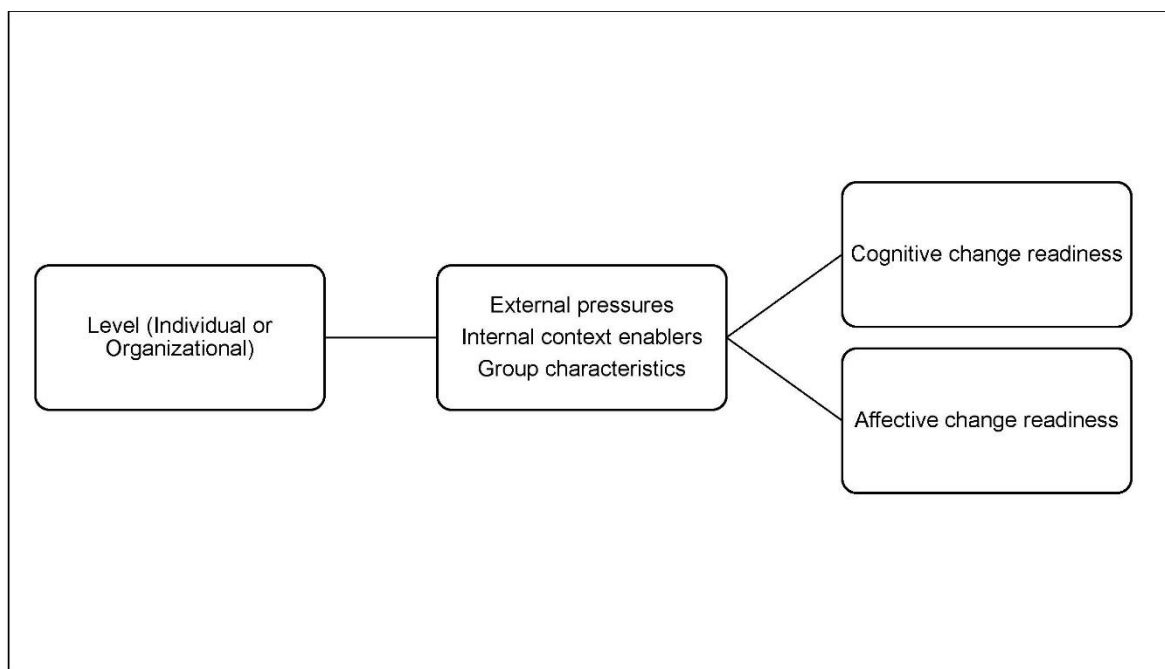 Level (Individual or
Organizational)
External pressures
Internal context enablers
Group characteristics
Cognitive change readiness
Affective change readiness